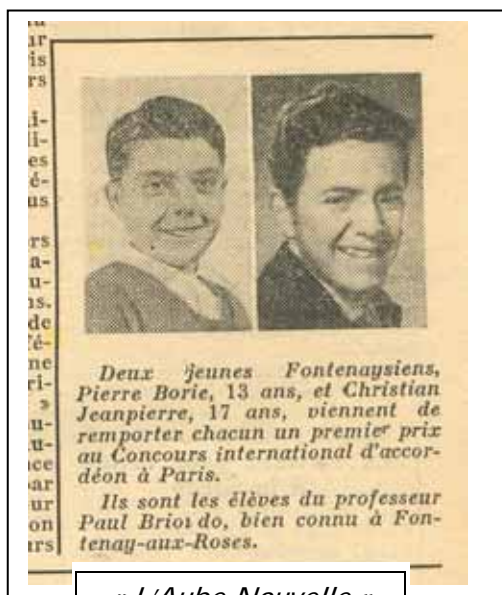 Deux jeunes Fontenaysiens,
Pierre Borie, 13 ans, et Christian
Jeanpierre, 17 ans, viennent de
remporter chacun un premier prix
au Concours international d'accor-
déon à Paris.
Ils sont les élèves du professeur
Paul bien connu à Fon-
tenay-aux-Roses.
« L'Aube Nouvelle »